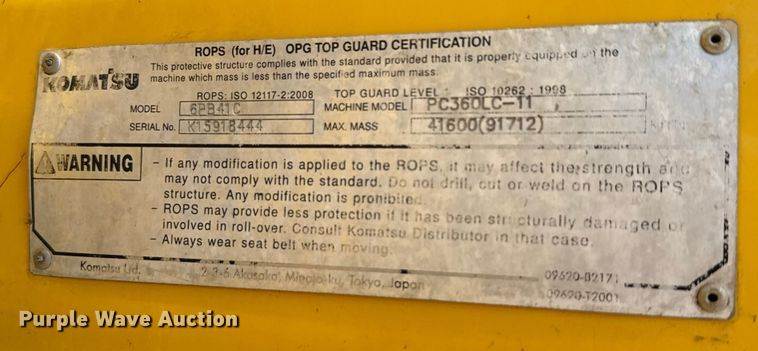 ROPS (for H/E) OPG TOP GUARD CERTIFICATION
KOMATSU
This protective structure complies with the standard provided that it is properly equipped on the
machine which mass is less than the specified maximum mass.
ROPS: ISO 12117-2:2008 TOP GUARD LEVEL ISO 10262 : 1998
MODEL 6PB41C MACHINE MODEL PC360LC-11
SERIAL No. K15918444 MAX. MASS 41600(91712)
WARNING
- If any modification is applied to the ROPS, it may affect the strength and
may not comply with the standard. Do not drill, cut or weld on the ROPS
structure. Any modification is prohibited.
- ROPS may provide less protection if it has been structurally damaged or
involved in roll-over. Consult Komatsu Distributor in that case.
- Always wear seat belt when moving.
Komatsu Ltd. 2-3-6 Akasaka, Minato-ku, Tokyo, Japan
09620-B2171
09620-T2001
Purple Wave Auction